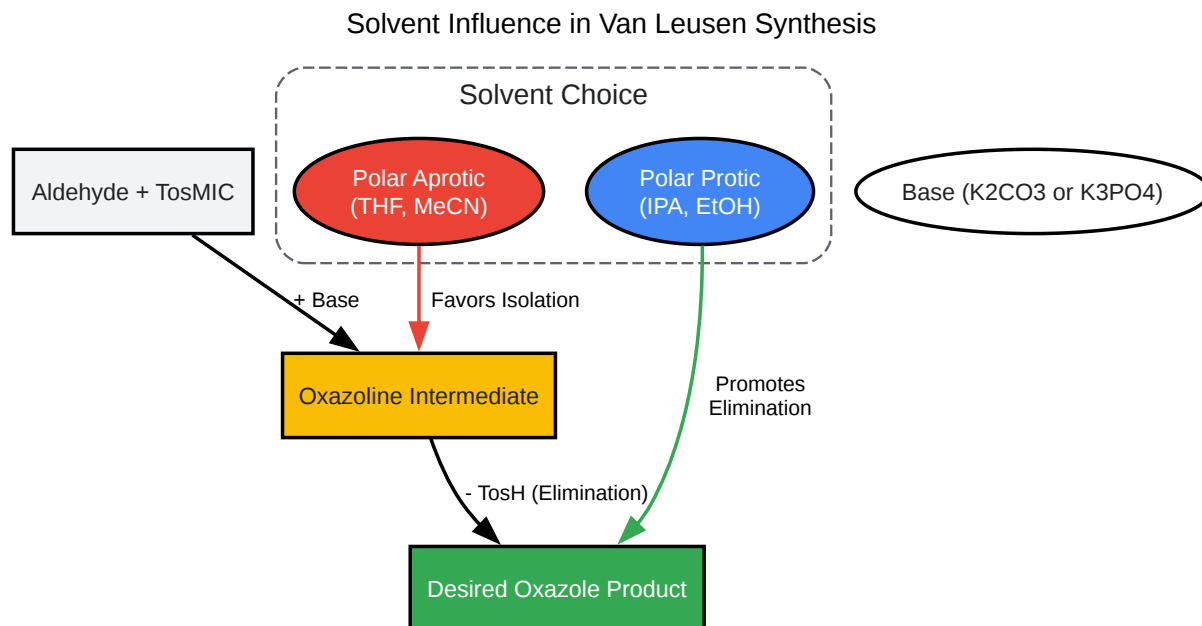 Solvent Influence in Van Leusen Synthesis
Solvent Choice
Aldehyde + TosMIC
Polar Aprotic
(THF, MeCN)
Polar Protic
(IPA, EtOH)
Base (K2CO3 or K3PO4)
+ Base
Favors Isolation
Oxazoline Intermediate
Promotes
Elimination
- TosH (Elimination)
Desired Oxazole Product